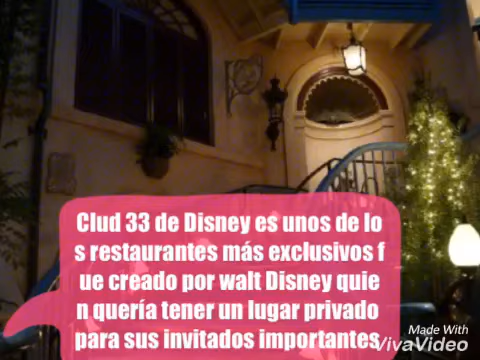 Clud 33 de Disney es unos de lo
s restaurantes más exclusivos f
ue creado por walt Disney quie
n quería tener un lugar privado
para sus invitados importantes
Made With
VivaVideo